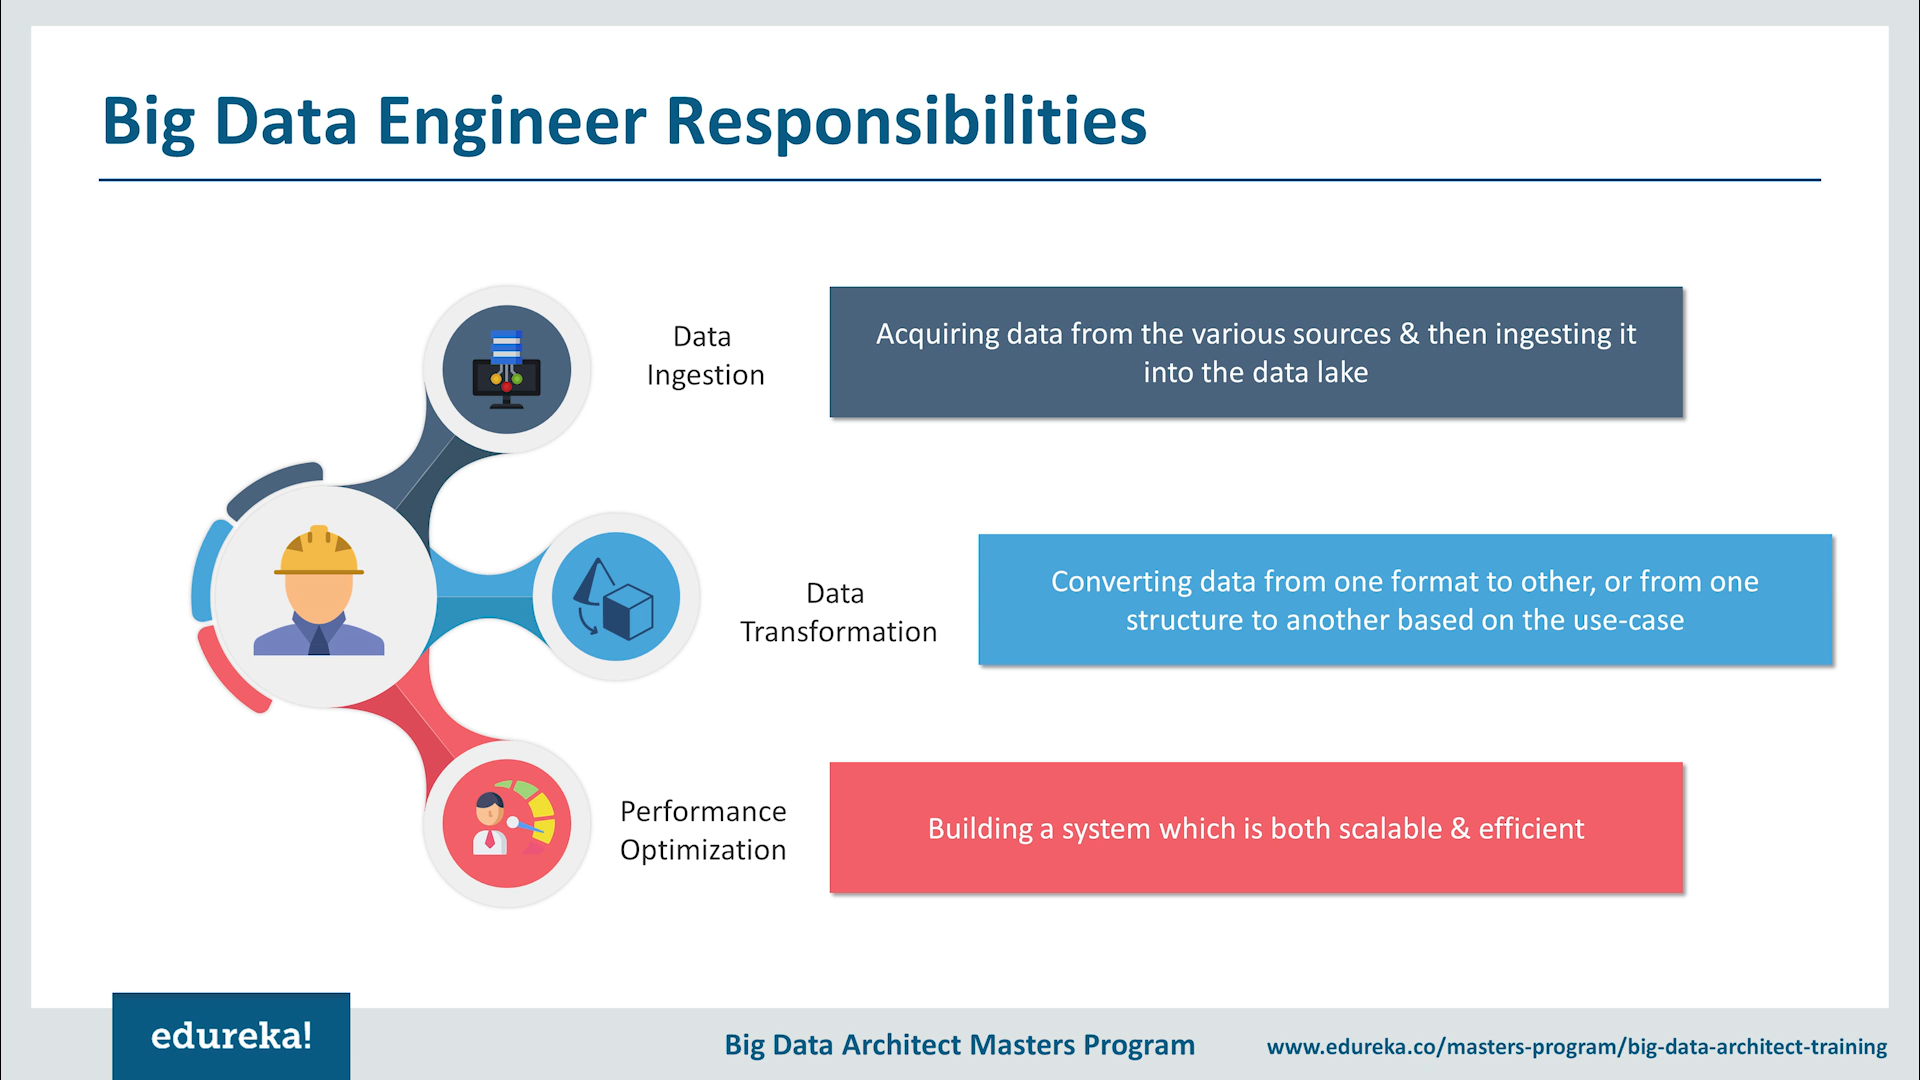 Big Data Engineer Responsibilities
Data
Ingestion
Acquiring data from the various sources & then ingesting it
into the data lake
Data
Transformation
Converting data from one format to other, or from one
structure to another based on the use-case
Performance
Optimization
Building a system which is both scalable & efficient
edureka!
Big Data Architect Masters Program
www.edureka.co/masters-program/big-data-architect-training